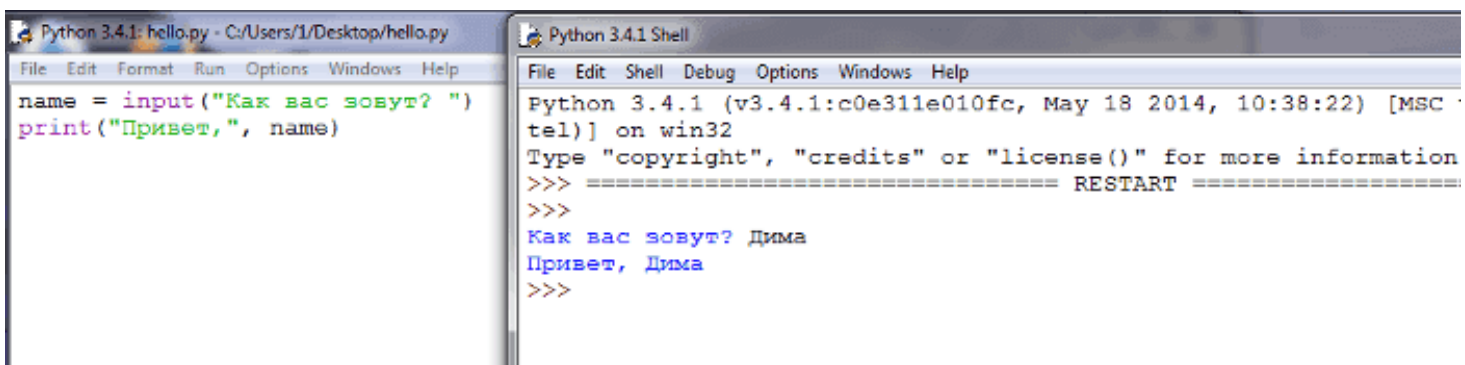 Python 3.4.1: hello.py - C:/Users/1/Desktop/hello.py
File Edit Format Run Options Windows Help
name = input("Как вас зовут? ")
print("Привет,", name)
Python 3.4.1 Shell
File Edit Shell Debug Options Windows Help
Python 3.4.1 (v3.4.1:c0e311e010fc, May 18 2014, 10:38:22) [MSC
tel)] on win32
Type "copyright", "credits" or "license()" for more information
>>> ================================ RESTART ===================
>>>
Как вас зовут? Дима
Привет, Дима
>>>